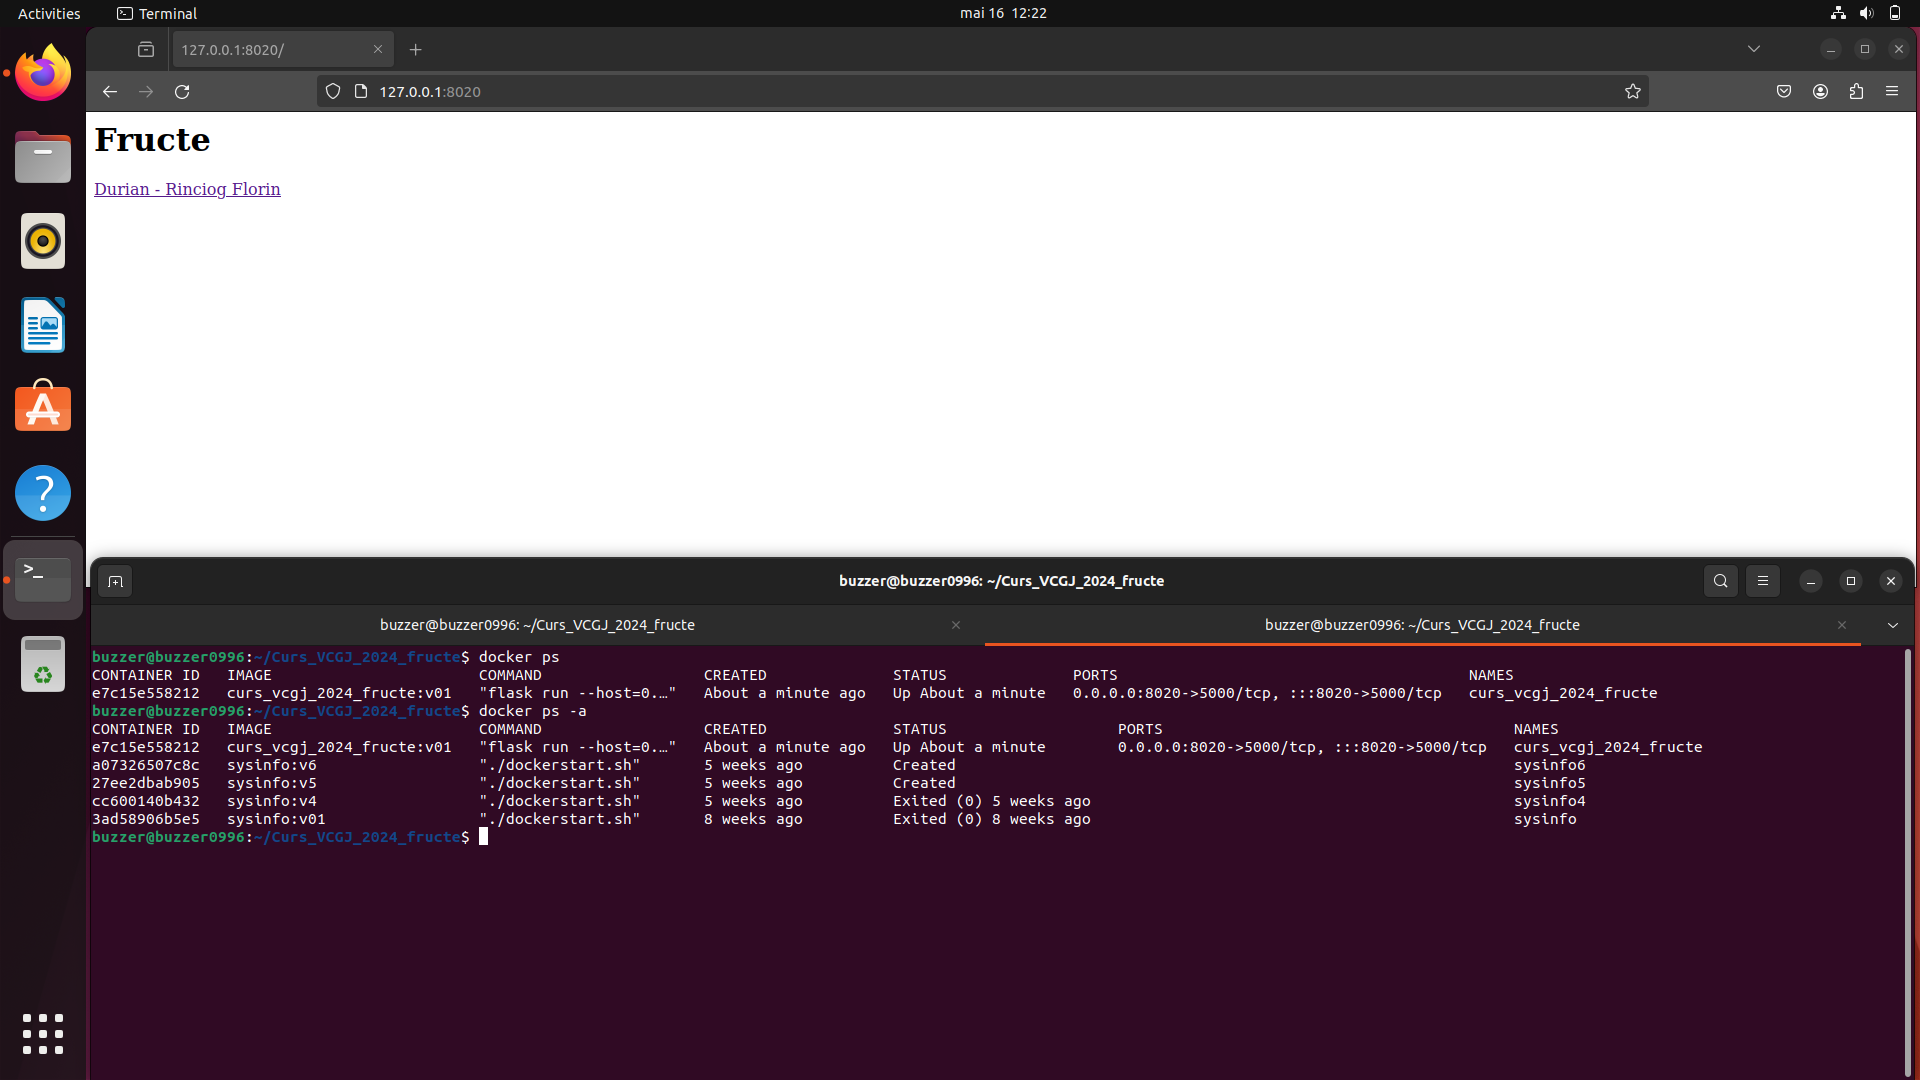 Activities Terminal mai 16 12:22
127.0.0.1:8020/
127.0.0.1:8020
Fructe
Durian - Rinciog Florin
buzzer@buzzer0996: ~/Curs_VCGJ_2024_fructe
buzzer@buzzer0996: ~/Curs_VCGJ_2024_fructe buzzer@buzzer0996: ~/Curs_VCGJ_2024_fructe
buzzer@buzzer0996:~/Curs_VCGJ_2024_fructe$ docker ps
CONTAINER ID IMAGE COMMAND CREATED STATUS PORTS NAMES
e7c15e558212 curs_vcgj_2024_fructe:v01 "flask run --host=0.…" About a minute ago Up About a minute 0.0.0.0:8020->5000/tcp, :::8020->5000/tcp curs_vcgj_2024_fructe
buzzer@buzzer0996:~/Curs_VCGJ_2024_fructe$ docker ps -a
CONTAINER ID IMAGE COMMAND CREATED STATUS PORTS NAMES
e7c15e558212 curs_vcgj_2024_fructe:v01 "flask run --host=0.…" About a minute ago Up About a minute 0.0.0.0:8020->5000/tcp, :::8020->5000/tcp curs_vcgj_2024_fructe
a07326507c8c sysinfo:v6 "./dockerstart.sh" 5 weeks ago Created sysinfo6
27ee2dbab905 sysinfo:v5 "./dockerstart.sh" 5 weeks ago Created sysinfo5
cc600140b432 sysinfo:v4 "./dockerstart.sh" 5 weeks ago Exited (0) 5 weeks ago sysinfo4
3ad58906b5e5 sysinfo:v01 "./dockerstart.sh" 8 weeks ago Exited (0) 8 weeks ago sysinfo
buzzer@buzzer0996:~/Curs_VCGJ_2024_fructe$